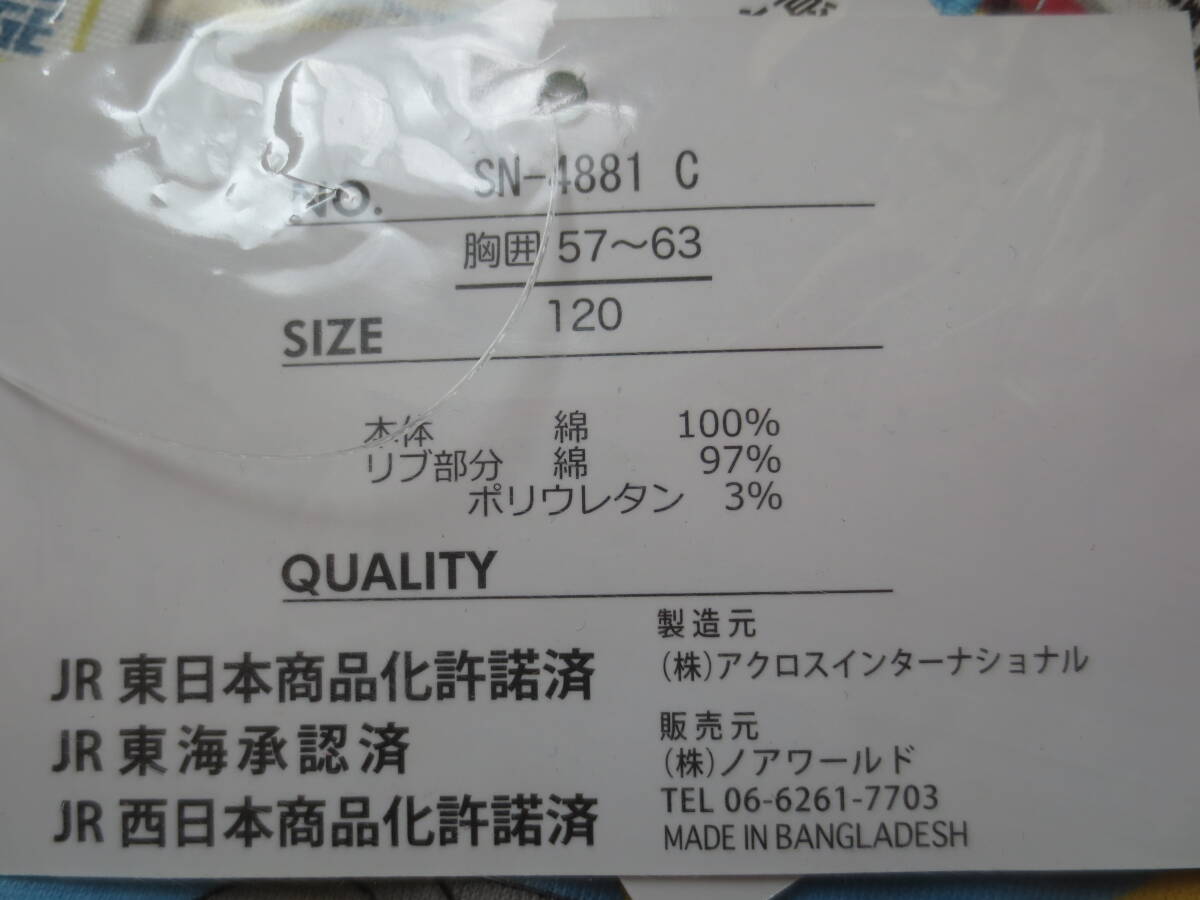 NO. SN-4881 C
胸囲 57～63
SIZE 120
本体 綿 100%
リブ部分 綿 97%
ポリウレタン 3%
QUALITY
JR 東日本商品化許諾済
JR 東海承認済
JR 西日本商品化許諾済
製造元
(株)アクロスインターナショナル
販売元
(株)ノアワールド
TEL 06-6261-7703
MADE IN BANGLADESH